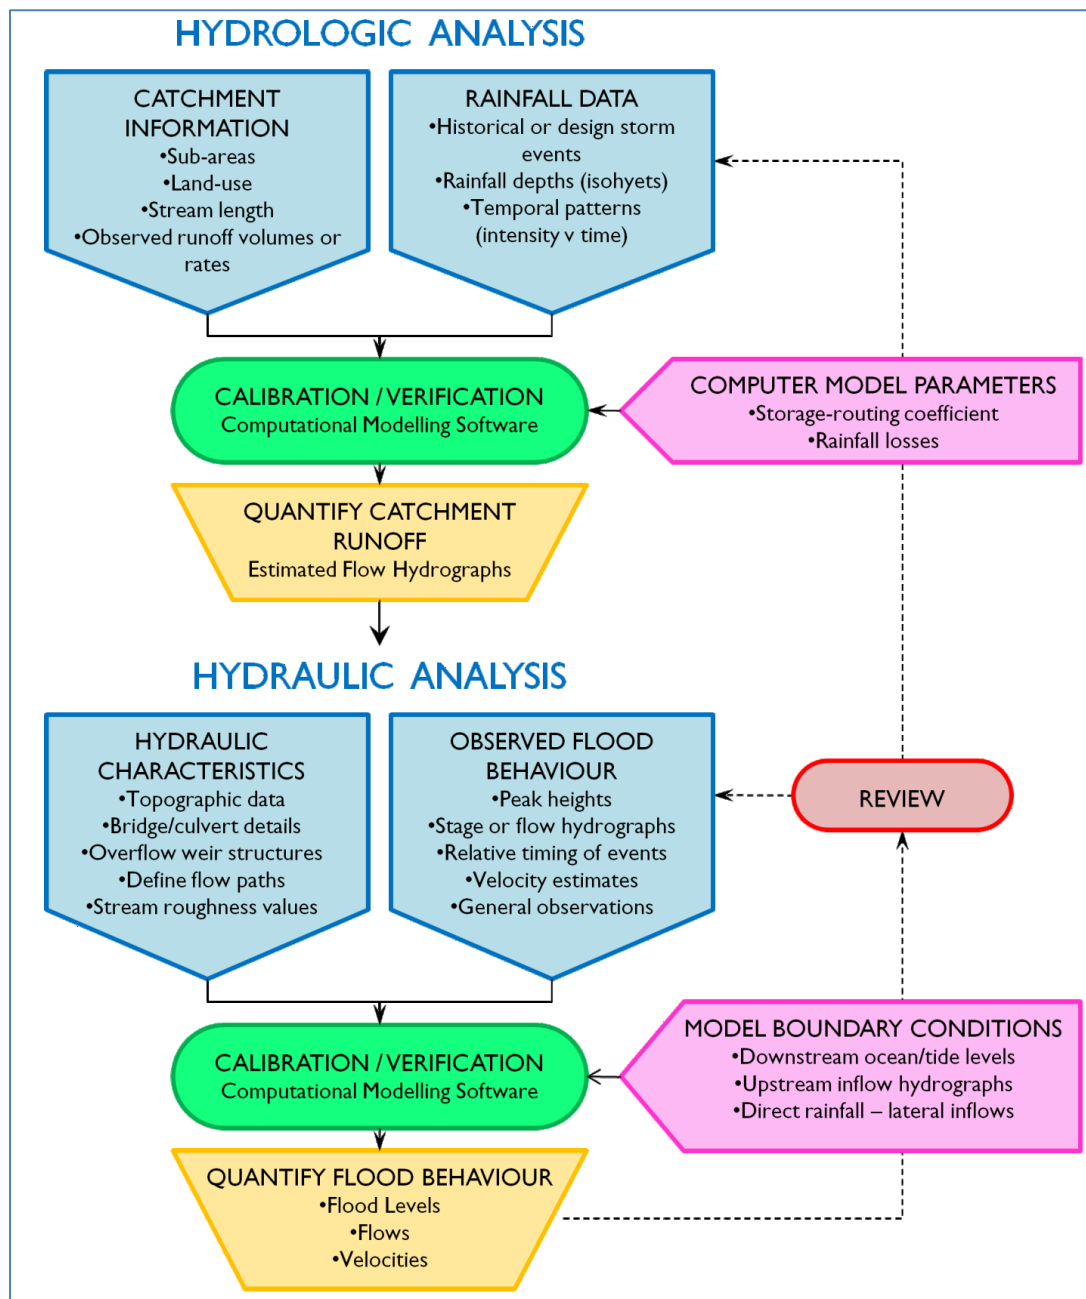 HYDROLOGIC ANALYSIS
CATCHMENT
INFORMATION
•Sub-areas
•Land-use
•Stream length
•Observed runoff volumes or
rates
RAINFALL DATA
•Historical or design storm
events
•Rainfall depths (isohyets)
•Temporal patterns
(intensity v time)
CALIBRATION / VERIFICATION
Computational Modelling Software
COMPUTER MODEL PARAMETERS
•Storage-routing coefficient
•Rainfall losses
QUANTIFY CATCHMENT
RUNOFF
Estimated Flow Hydrographs
HYDRAULIC ANALYSIS
HYDRAULIC
CHARACTERISTICS
•Topographic data
•Bridge/culvert details
•Overflow weir structures
•Define flow paths
•Stream roughness values
OBSERVED FLOOD
BEHAVIOUR
•Peak heights
•Stage or flow hydrographs
•Relative timing of events
•Velocity estimates
•General observations
REVIEW
CALIBRATION / VERIFICATION
Computational Modelling Software
MODEL BOUNDARY CONDITIONS
•Downstream ocean/tide levels
•Upstream inflow hydrographs
•Direct rainfall – lateral inflows
QUANTIFY FLOOD BEHAVIOUR
•Flood Levels
•Flows
•Velocities